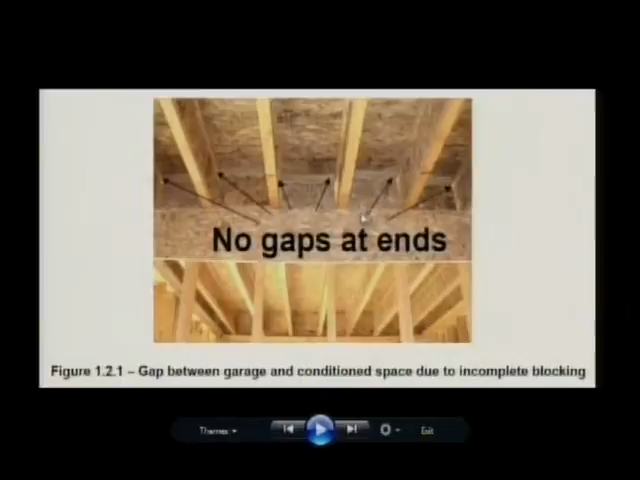 No gaps at ends
Figure 1.2.1 – Gap between garage and conditioned space due to incomplete blocking
Themes
Exit